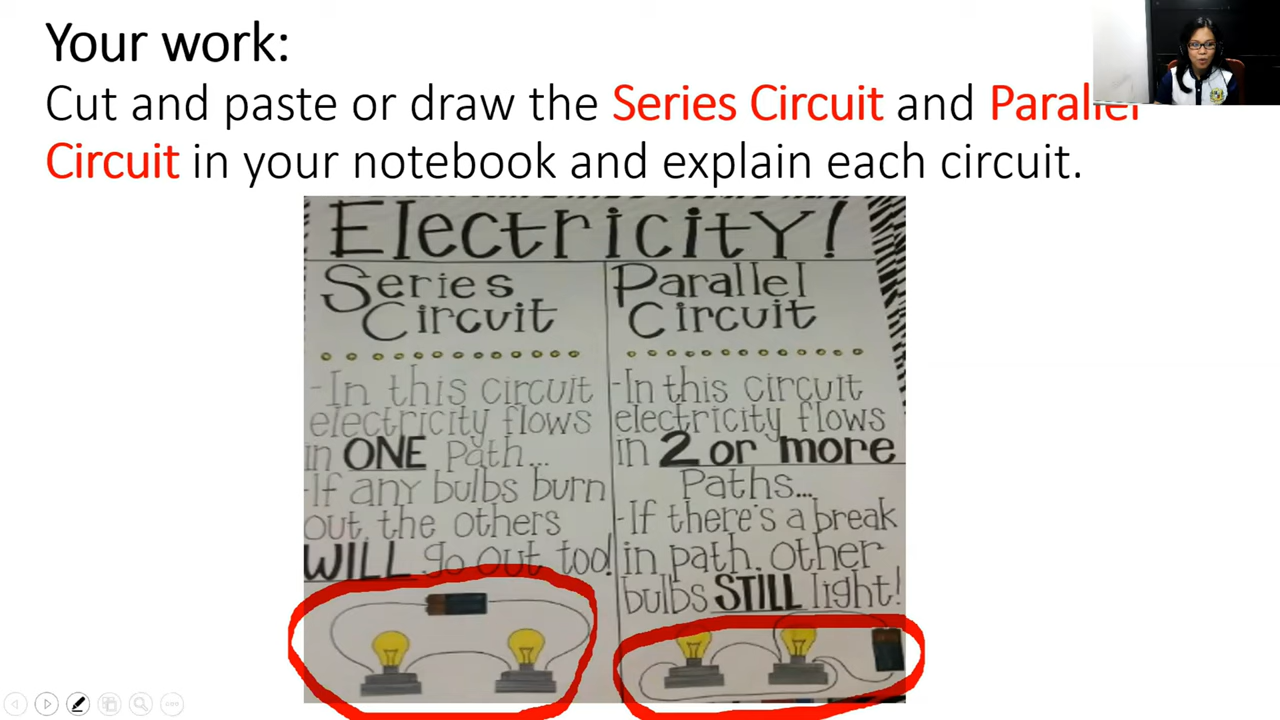 Your work:
Cut and paste or draw the Series Circuit and Parallel
Circuit in your notebook and explain each circuit.
Electricity!
Series
Circuit
-In this circuit
electricity flows
in ONE Path...
-If any bulbs burn
out, the others
WILL go out too!
Parallel
Circuit
-In this circuit
electricity flows
in 2 or more
Paths...
-If there's a break
in path, other
bulbs STILL light!